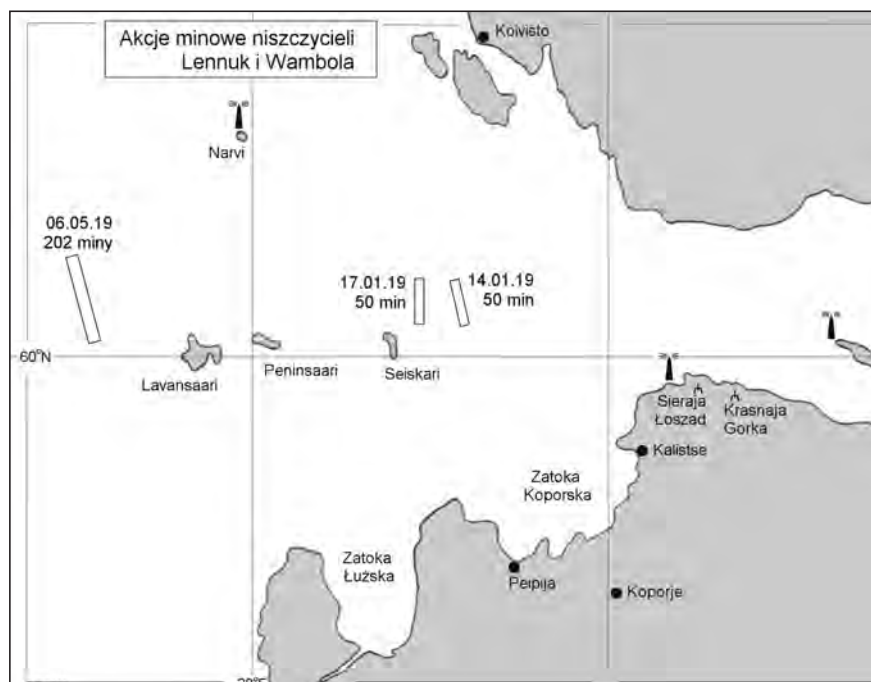 Akcje minowe niszczycieli
Lennuk i Wambola
Koivisto
Narvi
06.05.19
202 miny
17.01.19
50 min
14.01.19
50 min
60°N
Lavansaari
Peninsaari
Seiskari
Sieraja
Łoszad
Krasnaja
Gorka
Kalistse
Zatoka
Koporska
Zatoka
Łużska
Peipija
Koporje